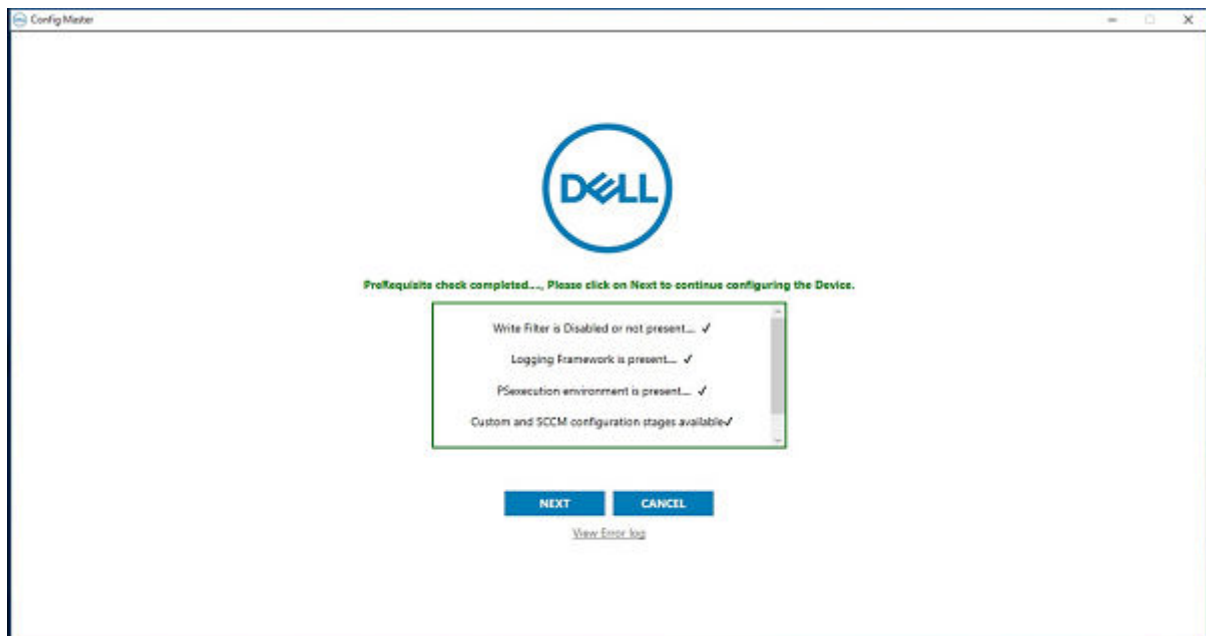 Config Master
DELL
PreRequisite check completed...., Please click on Next to continue configuring the Device.
Write Filter is Disabled or not present.... ✓
Logging Framework is present.... ✓
PSexecution environment is present.... ✓
Custom and SCCM configuration stages available✓
NEXT
CANCEL
View Error log